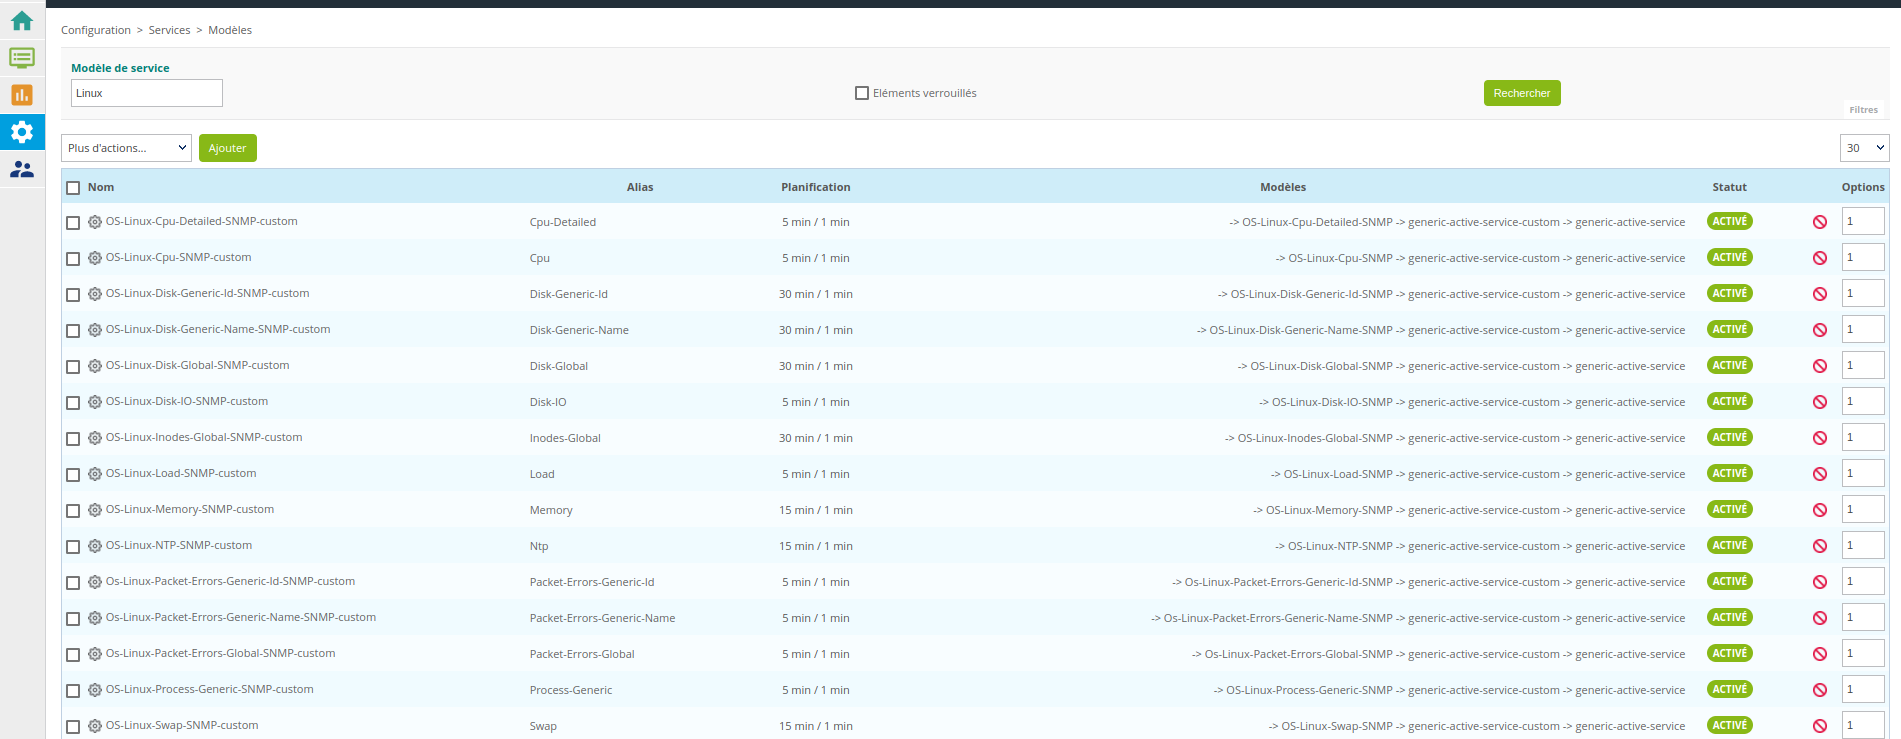 Configuration > Services > Modèles
Modèle de service
Linux
Eléments verrouillés
Rechercher
Filtres
Plus d'actions...
Ajouter
30
Nom Alias Planification Modèles Statut Options
OS-Linux-Cpu-Detailed-SNMP-custom Cpu-Detailed 5 min / 1 min -> OS-Linux-Cpu-Detailed-SNMP -> generic-active-service-custom -> generic-active-service ACTIVÉ 1
OS-Linux-Cpu-SNMP-custom Cpu 5 min / 1 min -> OS-Linux-Cpu-SNMP -> generic-active-service-custom -> generic-active-service ACTIVÉ 1
OS-Linux-Disk-Generic-Id-SNMP-custom Disk-Generic-Id 30 min / 1 min -> OS-Linux-Disk-Generic-Id-SNMP -> generic-active-service-custom -> generic-active-service ACTIVÉ 1
OS-Linux-Disk-Generic-Name-SNMP-custom Disk-Generic-Name 30 min / 1 min -> OS-Linux-Disk-Generic-Name-SNMP -> generic-active-service-custom -> generic-active-service ACTIVÉ 1
OS-Linux-Disk-Global-SNMP-custom Disk-Global 30 min / 1 min -> OS-Linux-Disk-Global-SNMP -> generic-active-service-custom -> generic-active-service ACTIVÉ 1
OS-Linux-Disk-IO-SNMP-custom Disk-IO 5 min / 1 min -> OS-Linux-Disk-IO-SNMP -> generic-active-service-custom -> generic-active-service ACTIVÉ 1
OS-Linux-Inodes-Global-SNMP-custom Inodes-Global 30 min / 1 min -> OS-Linux-Inodes-Global-SNMP -> generic-active-service-custom -> generic-active-service ACTIVÉ 1
OS-Linux-Load-SNMP-custom Load 5 min / 1 min -> OS-Linux-Load-SNMP -> generic-active-service-custom -> generic-active-service ACTIVÉ 1
OS-Linux-Memory-SNMP-custom Memory 15 min / 1 min -> OS-Linux-Memory-SNMP -> generic-active-service-custom -> generic-active-service ACTIVÉ 1
OS-Linux-NTP-SNMP-custom Ntp 15 min / 1 min -> OS-Linux-NTP-SNMP -> generic-active-service-custom -> generic-active-service ACTIVÉ 1
Os-Linux-Packet-Errors-Generic-Id-SNMP-custom Packet-Errors-Generic-Id 5 min / 1 min -> Os-Linux-Packet-Errors-Generic-Id-SNMP -> generic-active-service-custom -> generic-active-service ACTIVÉ 1
Os-Linux-Packet-Errors-Generic-Name-SNMP-custom Packet-Errors-Generic-Name 5 min / 1 min -> Os-Linux-Packet-Errors-Generic-Name-SNMP -> generic-active-service-custom -> generic-active-service ACTIVÉ 1
Os-Linux-Packet-Errors-Global-SNMP-custom Packet-Errors-Global 5 min / 1 min -> Os-Linux-Packet-Errors-Global-SNMP -> generic-active-service-custom -> generic-active-service ACTIVÉ 1
OS-Linux-Process-Generic-SNMP-custom Process-Generic 5 min / 1 min -> OS-Linux-Process-Generic-SNMP -> generic-active-service-custom -> generic-active-service ACTIVÉ 1
OS-Linux-Swap-SNMP-custom Swap 15 min / 1 min -> OS-Linux-Swap-SNMP -> generic-active-service-custom -> generic-active-service ACTIVÉ 1